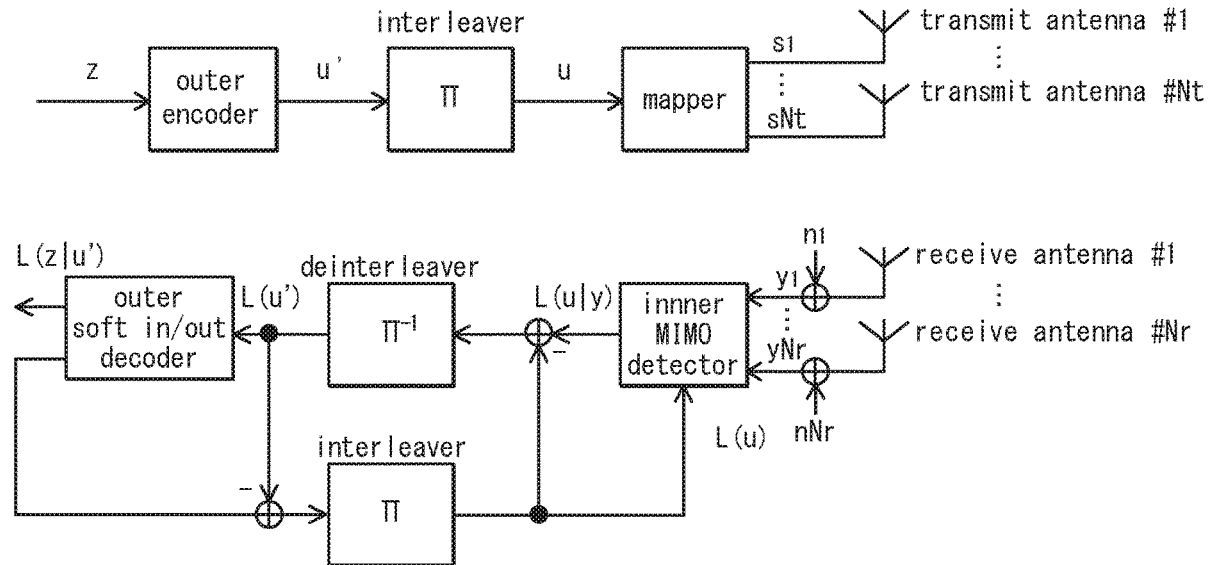 interleaver
transmit antenna #1
s1
⋮
⋮
z
outer
encoder
u'
Π
u
mapper
sNt
transmit antenna #Nt
L(z|u')
deinterleaver
n1
receive antenna #1
outer
soft in/out
decoder
L(u')
Π⁻¹
L(u|y)
−
innner
MIMO
detector
y1
⋮
⋮
yNr
receive antenna #Nr
nNr
L(u)
interleaver
−
Π